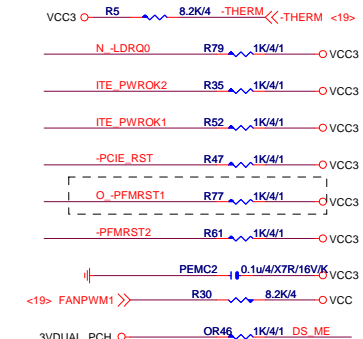 VCC3 R5 8.2K/4 -THERM -THERM <19>
N_-LDRQ0 R79 1K/4/1 VCC3
ITE_PWROK2 R35 1K/4/1 VCC3
ITE_PWROK1 R52 1K/4/1 VCC3
-PCIE_RST R47 1K/4/1 VCC3
O_-PFMRST1 R77 1K/4/1 VCC3
-PFMRST2 R61 1K/4/1 VCC3
PEMC2 0.1u/4/X7R/16V/K VCC3
<19> FANPWM1 R30 8.2K/4 VCC
3VDUAL_PCH OR46 1K/4/1 DS_ME